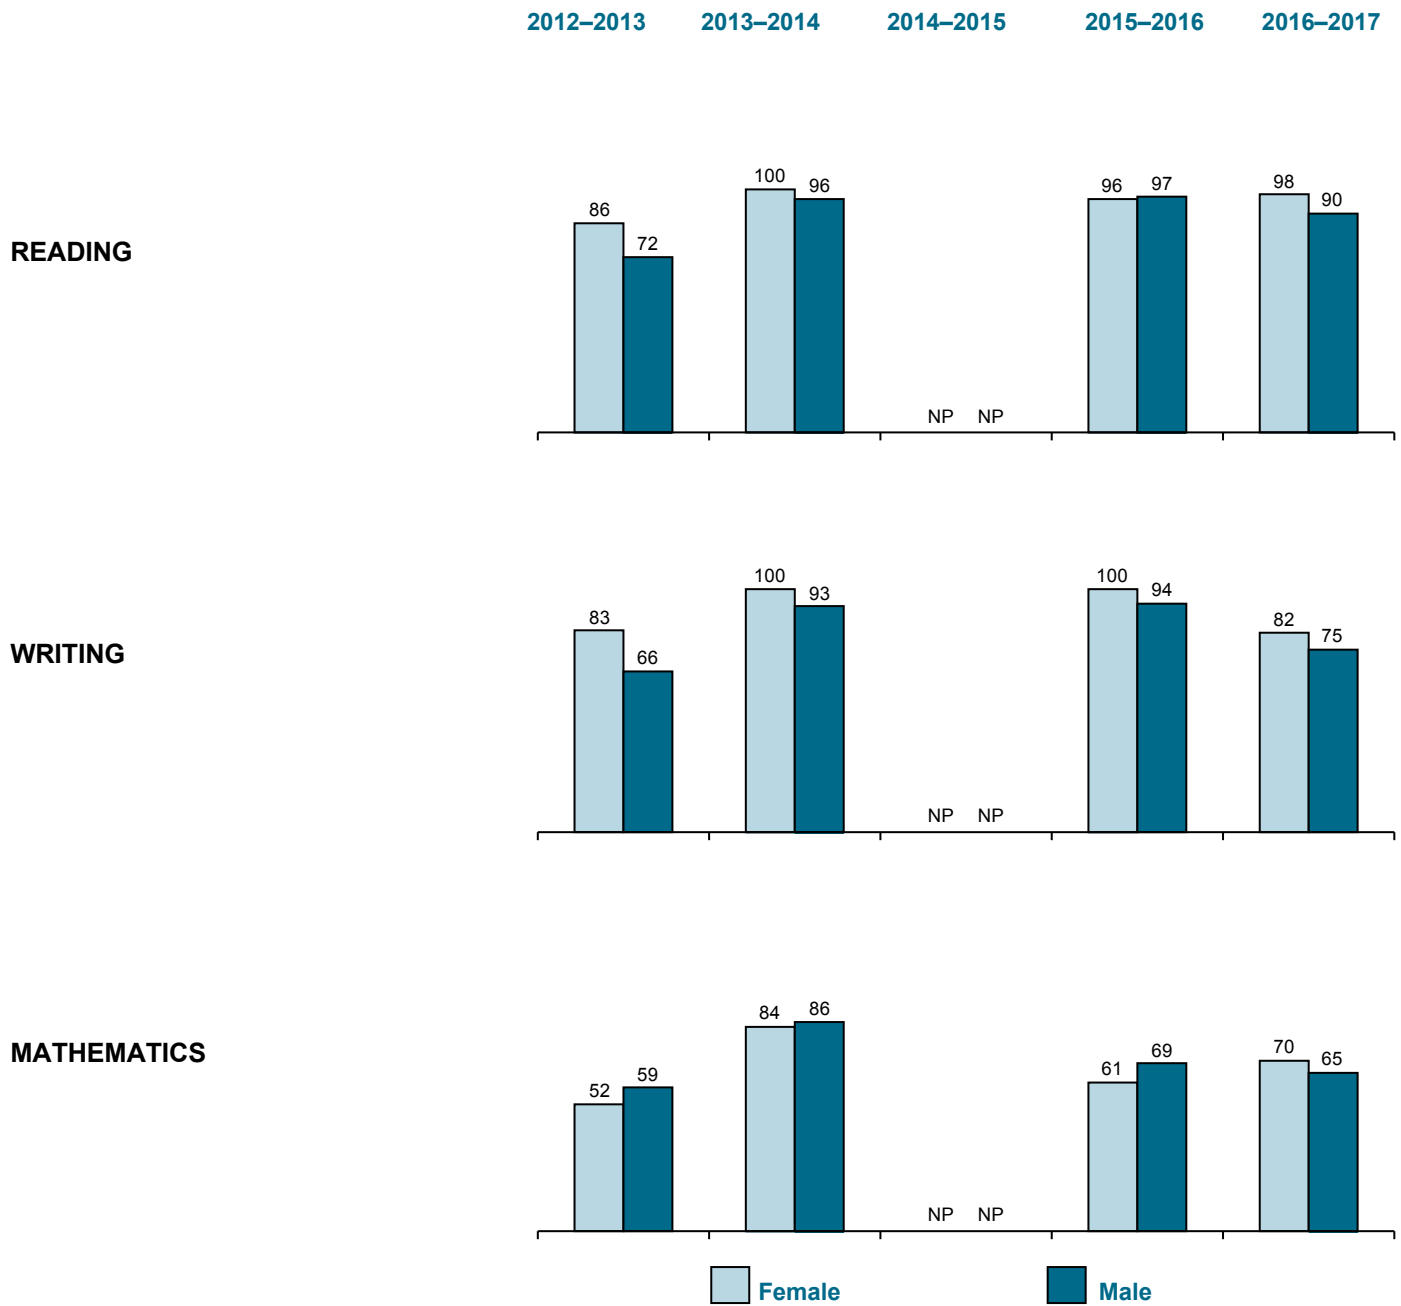 2012–2013 2013–2014 2014–2015 2015–2016 2016–2017
READING
86 72 100 96 NP NP 96 97 98 90
WRITING
83 66 100 93 NP NP 100 94 82 75
MATHEMATICS
52 59 84 86 NP NP 61 69 70 65
Female Male